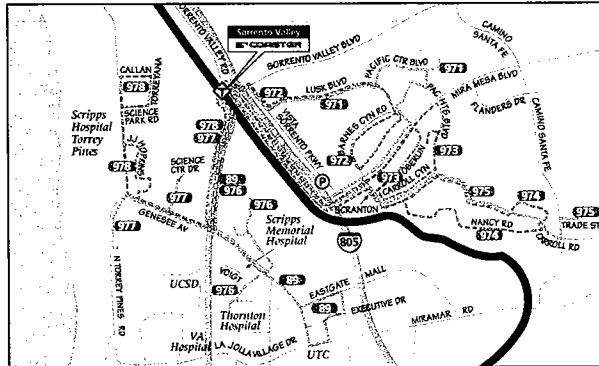 Sorrento Valley
COASTER
SORRENTO VALLEY RD
SORRENTO VALLEY BLVD
CAMINO
SANTA FE
CALLAN
978
TORREYANA
SCIENCE
PARK RD
PACIFIC CTR BLVD
971
MIRA MESA BLVD
972
LUSK BLVD
971
PAC HTS BLVD
FLANDERS DR
CAMINO SANTA FE
Scripps
Hospital
Torrey
Pines
JJ
HOPKINS
978
978
977
SCIENCE
CTR DR
977
VISTA
SORRENTO PKWY
BARNES CYN RD
972
973
OBERLIN
973
CARROLL CYN
P
SCRANTON
975
974
NANCY RD
974
975
TRADE ST
CARROLL RD
89
976
976
GENESEE AV
977
Scripps
Memorial
Hospital
805
UCSD
VOIGT
976
89
EASTGATE MALL
89
EXECUTIVE DR
MIRAMAR RD
N TORREY PINES RD
Thornton
Hospital
VA
Hospital
LA JOLLA VILLAGE DR
UTC